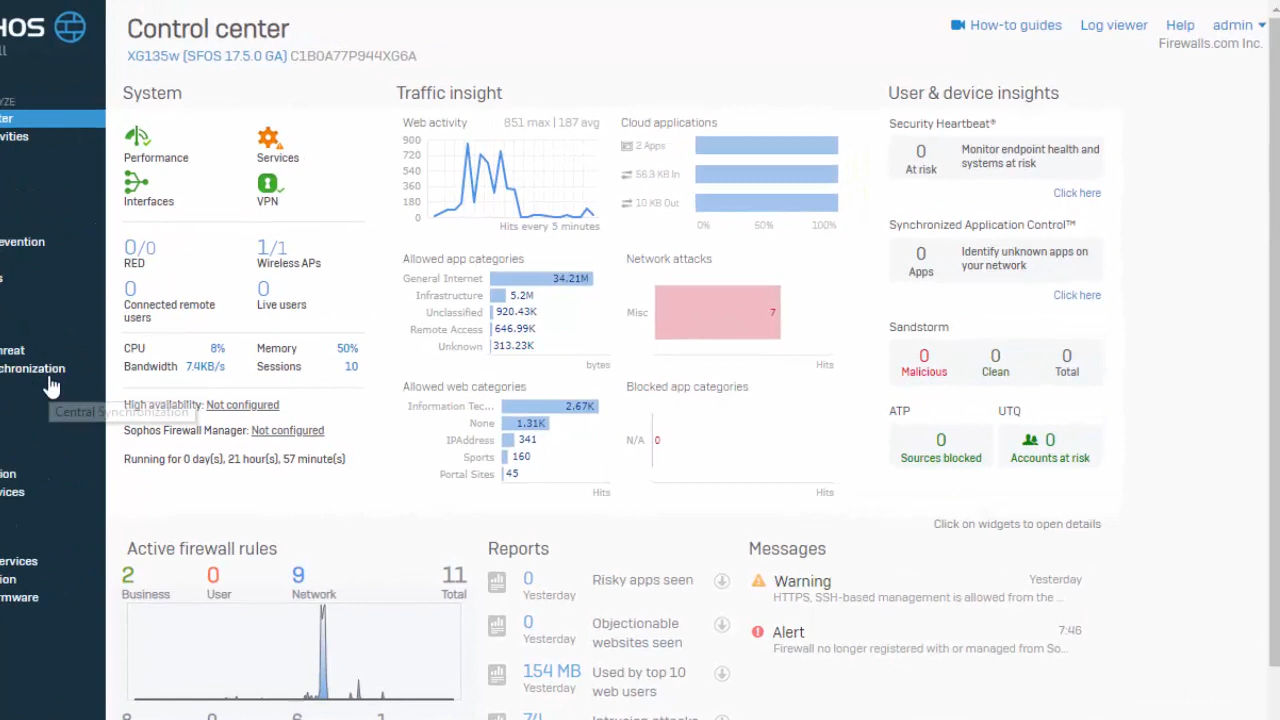 HOS
Control center
How-to guides
Log viewer
Help
admin
XG135w [SFOS 17.5.0 GA] C1B0A77P944XG6A
Firewalls.com Inc.
YZE
ter
vities
evention
s
hreat
chronization
Central Synchronization
ion
vices
ervices
ion
rmware
System
Performance
Services
Interfaces
VPN
0/0
RED
1/1
Wireless APs
0
Connected remote
users
0
Live users
CPU 8%
Memory 50%
Bandwidth 7.4KB/s
Sessions 10
High availability: Not configured
Sophos Firewall Manager: Not configured
Running for 0 day(s), 21 hour(s), 57 minute(s)
Traffic insight
Web activity
851 max | 187 avg
900
720
540
360
180
0
Hits every 5 minutes
Cloud applications
2 Apps
56.3 KB In
10 KB Out
0% 50% 100%
Allowed app categories
General Internet 34.21M
Infrastructure 5.2M
Unclassified 920.43K
Remote Access 646.99K
Unknown 313.23K
bytes
Network attacks
Misc 7
Hits
Allowed web categories
Information Tec... 2.67K
None 1.31K
IPAddress 341
Sports 160
Portal Sites 45
Hits
Blocked app categories
N/A 0
Hits
User & device insights
Security Heartbeat®
0
At risk
Monitor endpoint health and
systems at risk
Click here
Synchronized Application Control™
0
Apps
Identify unknown apps on
your network
Click here
Sandstorm
0
Malicious
0
Clean
0
Total
ATP
0
Sources blocked
UTQ
0
Accounts at risk
Click on widgets to open details
Active firewall rules
2
Business
0
User
9
Network
11
Total
Reports
0
Yesterday
Risky apps seen
0
Yesterday
Objectionable
websites seen
154 MB
Yesterday
Used by top 10
web users
Messages
Warning
Yesterday
HTTPS, SSH-based management is allowed from the ...
Alert
7:46
Firewall no longer registered with or managed from So...